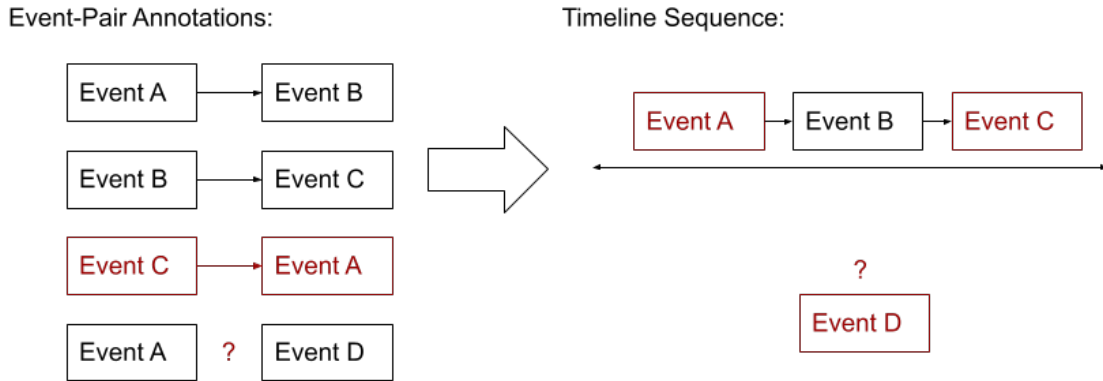 Event-Pair Annotations:
Event A
Event B
Event B
Event C
Event C
Event A
Event A
?
Event D
Timeline Sequence:
Event A
Event B
Event C
?
Event D